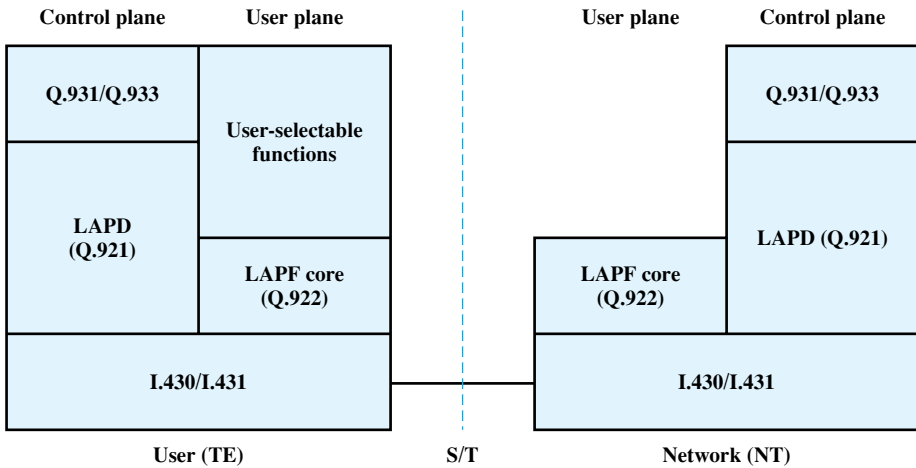 Control plane
User plane
User plane
Control plane
Q.931/Q.933
User-selectable
functions
Q.931/Q.933
LAPD
(Q.921)
LAPD (Q.921)
LAPF core
(Q.922)
LAPF core
(Q.922)
I.430/I.431
I.430/I.431
User (TE)
S/T
Network (NT)